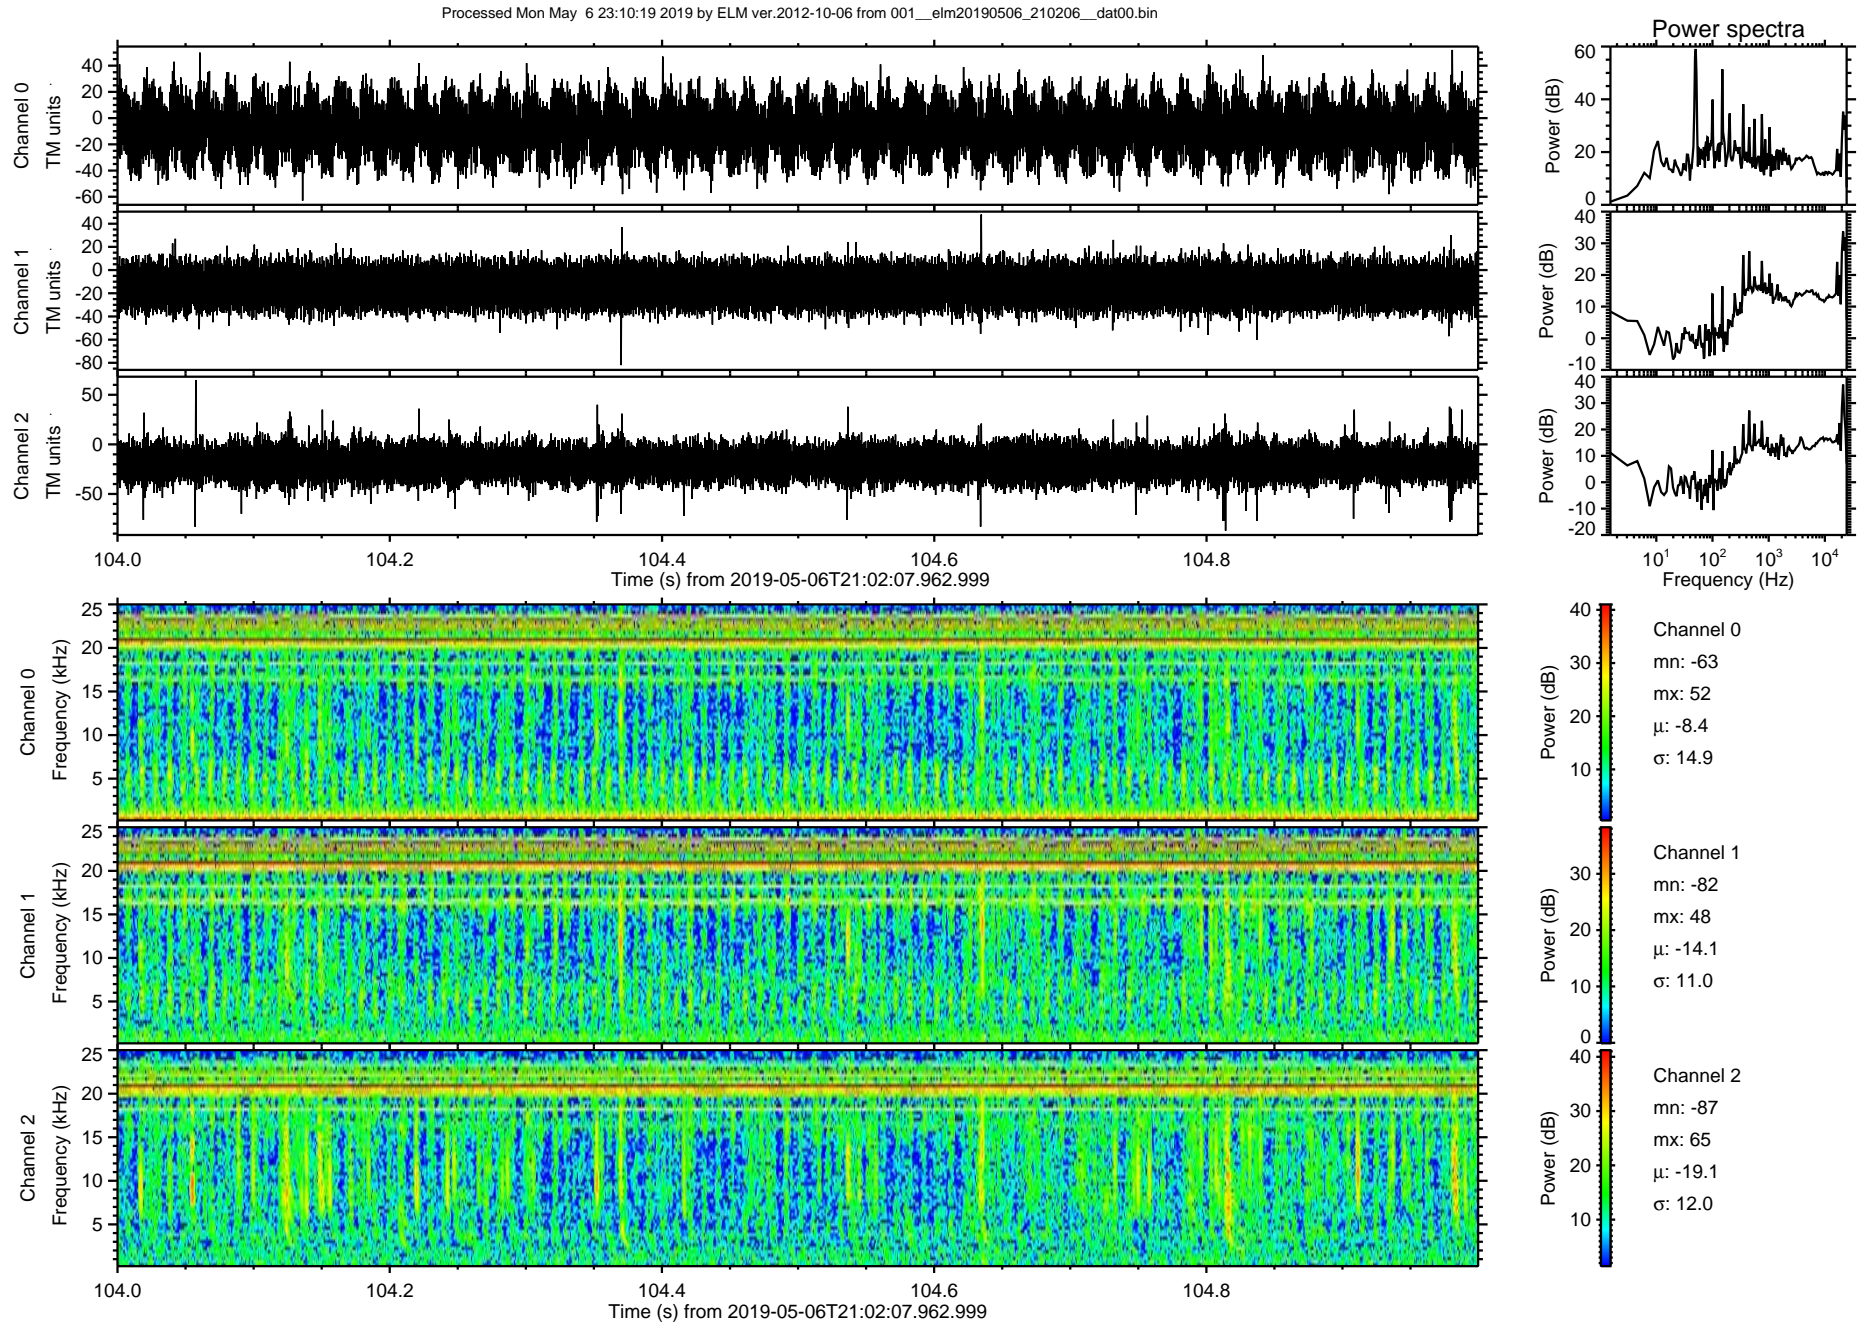 Processed Mon May  6 23:10:19 2019 by ELM ver.2012-10-06 from 001__elm20190506_210206__dat00.bin
Power spectra
Channel 0
TM units
40
20
0
-20
-40
-60
Power (dB)
60
40
20
0
Channel 1
TM units
40
20
0
-20
-40
-60
-80
Power (dB)
40
30
20
10
0
-10
Channel 2
TM units
50
0
-50
Power (dB)
40
30
20
10
0
-10
-20
104.0 104.2 104.4 104.6 104.8
Time (s) from 2019-05-06T21:02:07.962.999
10^1 10^2 10^3 10^4
Frequency (Hz)
Channel 0
Frequency (kHz)
25
20
15
10
5
Power (dB)
40
30
20
10
Channel 0
mn: -63
mx: 52
μ: -8.4
σ: 14.9
Channel 1
Frequency (kHz)
25
20
15
10
5
Power (dB)
30
20
10
0
Channel 1
mn: -82
mx: 48
μ: -14.1
σ: 11.0
Channel 2
Frequency (kHz)
25
20
15
10
5
Power (dB)
40
30
20
10
Channel 2
mn: -87
mx: 65
μ: -19.1
σ: 12.0
104.0 104.2 104.4 104.6 104.8
Time (s) from 2019-05-06T21:02:07.962.999